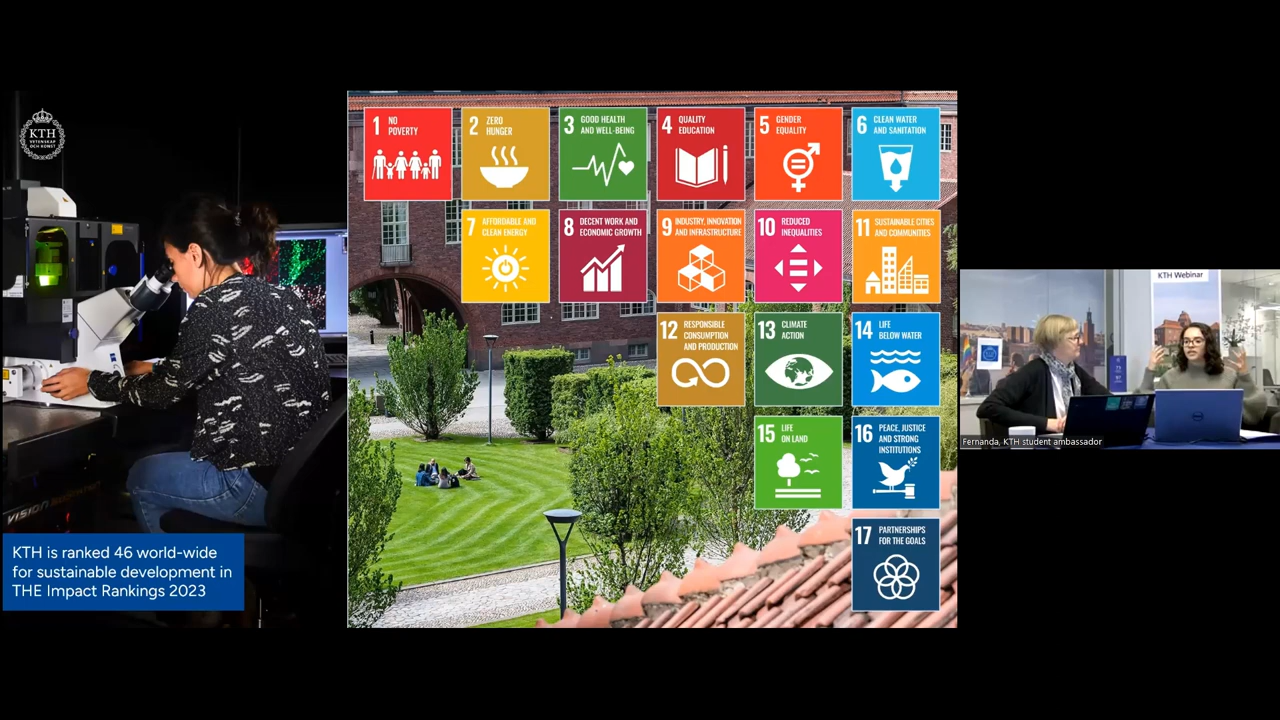 KTH
VETENSKAP
OCH KONST
KTH is ranked 46 world-wide
for sustainable development in
THE Impact Rankings 2023
1 NO
POVERTY
2 ZERO
HUNGER
3 GOOD HEALTH
AND WELL-BEING
4 QUALITY
EDUCATION
5 GENDER
EQUALITY
6 CLEAN WATER
AND SANITATION
7 AFFORDABLE AND
CLEAN ENERGY
8 DECENT WORK AND
ECONOMIC GROWTH
9 INDUSTRY, INNOVATION
AND INFRASTRUCTURE
10 REDUCED
INEQUALITIES
11 SUSTAINABLE CITIES
AND COMMUNITIES
12 RESPONSIBLE
CONSUMPTION
AND PRODUCTION
13 CLIMATE
ACTION
14 LIFE
BELOW WATER
15 LIFE
ON LAND
16 PEACE, JUSTICE
AND STRONG
INSTITUTIONS
17 PARTNERSHIPS
FOR THE GOALS
KTH Webinar
Fernanda, KTH student ambassador